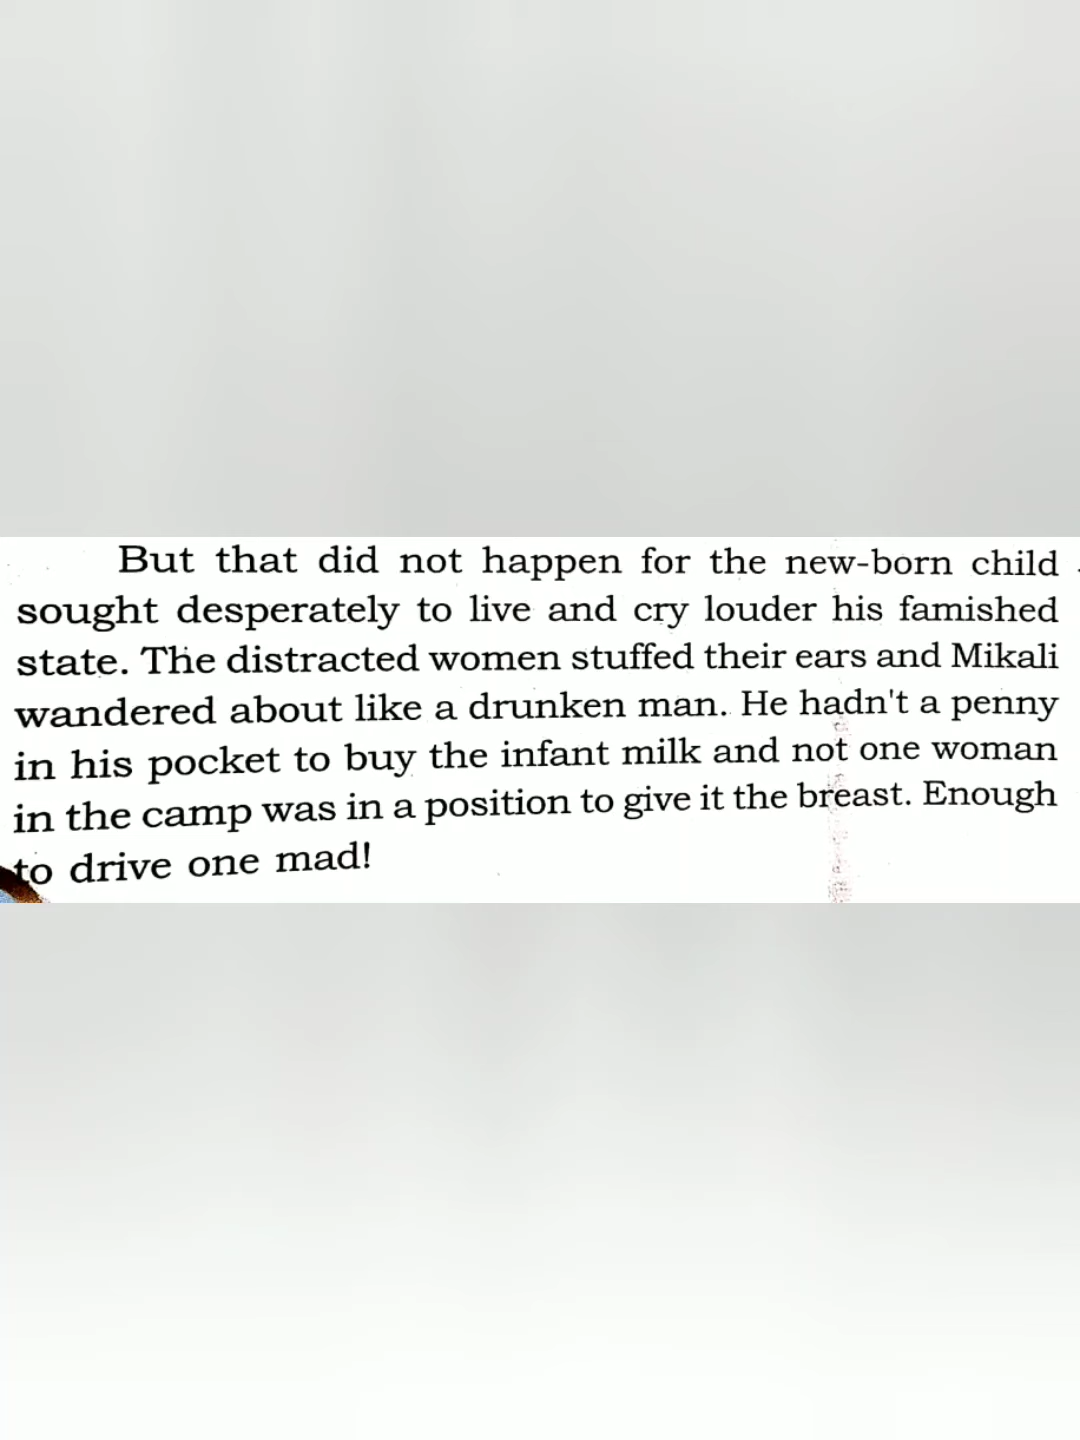 But that did not happen for the new-born child
sought desperately to live and cry louder his famished
state. The distracted women stuffed their ears and Mikali
wandered about like a drunken man. He hadn't a penny
in his pocket to buy the infant milk and not one woman
in the camp was in a position to give it the breast. Enough
to drive one mad!